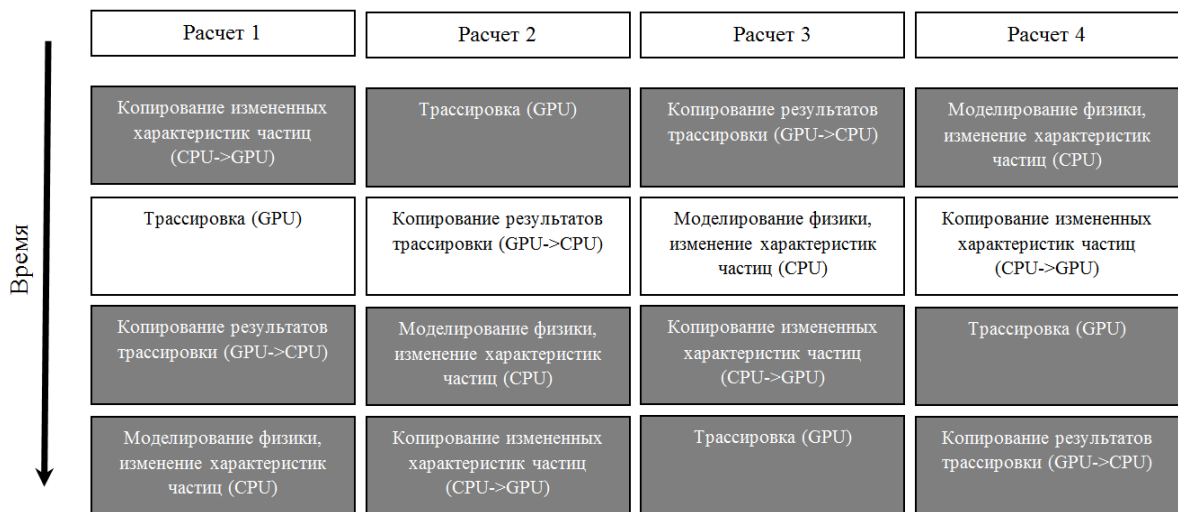 Расчет 1
Расчет 2
Расчет 3
Расчет 4
Время
Копирование измененных
характеристик частиц
(CPU->GPU)
Трассировка (GPU)
Копирование результатов
трассировки (GPU->CPU)
Моделирование физики,
изменение характеристик
частиц (CPU)
Трассировка (GPU)
Копирование результатов
трассировки (GPU->CPU)
Моделирование физики,
изменение характеристик
частиц (CPU)
Копирование измененных
характеристик частиц
(CPU->GPU)
Копирование результатов
трассировки (GPU->CPU)
Моделирование физики,
изменение характеристик
частиц (CPU)
Копирование измененных
характеристик частиц
(CPU->GPU)
Трассировка (GPU)
Моделирование физики,
изменение характеристик
частиц (CPU)
Копирование измененных
характеристик частиц
(CPU->GPU)
Трассировка (GPU)
Копирование результатов
трассировки (GPU->CPU)